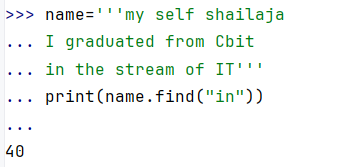 >>> name='''my self shailaja
... I graduated from Cbit
... in the stream of IT'''
... print(name.find("in"))
...
40